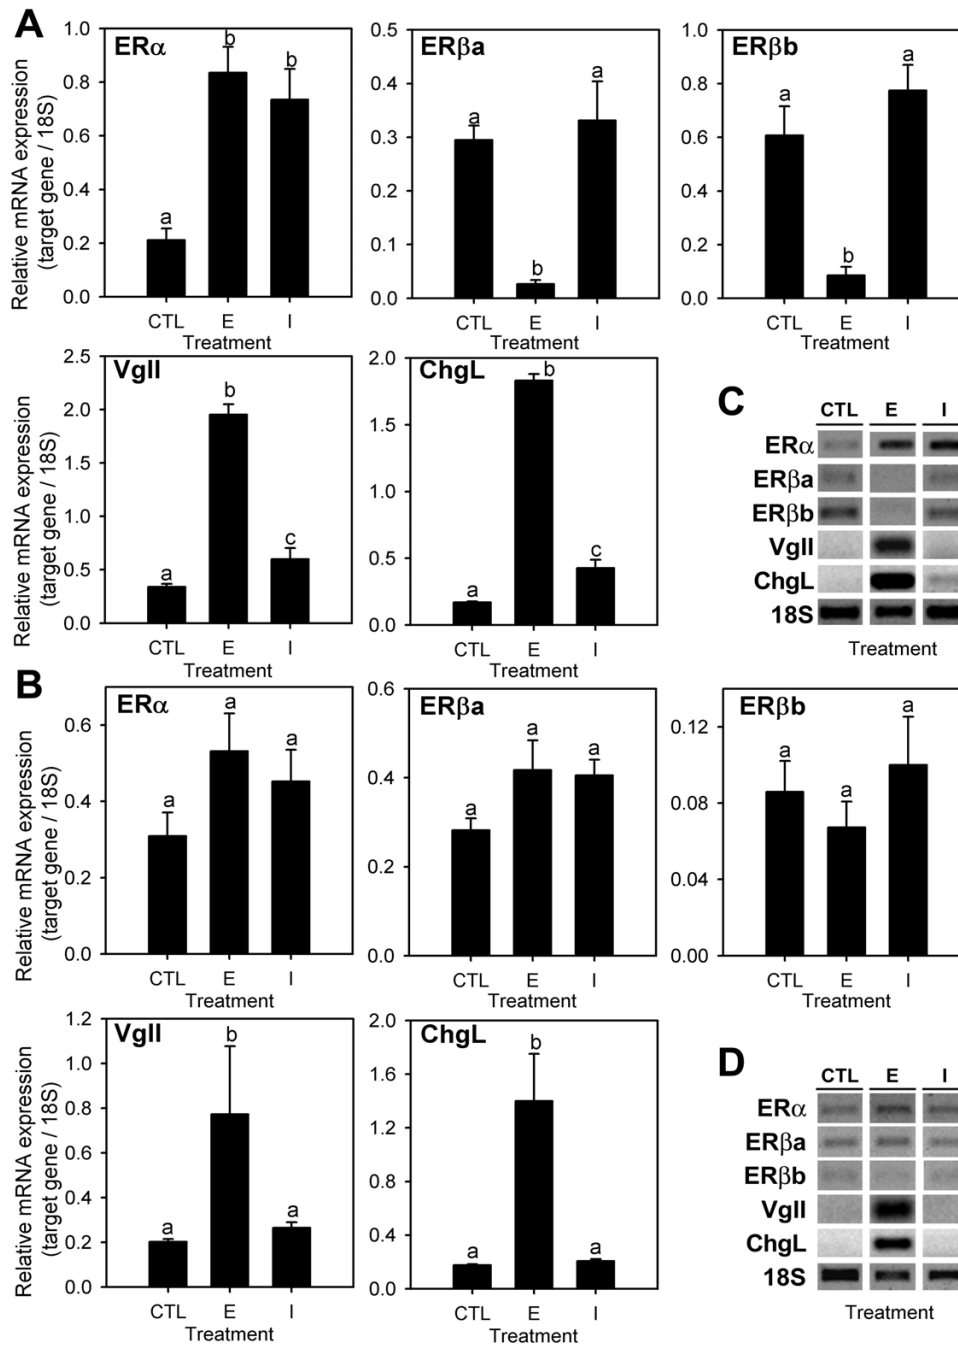 A
Relative mRNA expression
(target gene / 18S)
ERα
1.0
0.8
0.6
0.4
0.2
0.0
a
b
b
CTL E I
Treatment
ERβa
0.5
0.4
0.3
0.2
0.1
0.0
a
b
a
CTL E I
Treatment
ERβb
1.0
0.8
0.6
0.4
0.2
0.0
a
b
a
CTL E I
Treatment
Relative mRNA expression
(target gene / 18S)
VgII
2.5
2.0
1.5
1.0
0.5
0.0
a
b
c
CTL E I
Treatment
ChgL
2.0
1.5
1.0
0.5
0.0
a
b
c
CTL E I
Treatment
C
CTL E I
ERα
ERβa
ERβb
VgII
ChgL
18S
Treatment
B
Relative mRNA expression
(target gene / 18S)
ERα
0.6
0.4
0.2
0.0
a
a
a
CTL E I
Treatment
ERβa
0.6
0.4
0.2
0.0
a
a
a
CTL E I
Treatment
ERβb
0.12
0.08
0.04
0.00
a
a
a
CTL E I
Treatment
Relative mRNA expression
(target gene / 18S)
VgII
1.2
1.0
0.8
0.6
0.4
0.2
0.0
a
b
a
CTL E I
Treatment
ChgL
2.0
1.6
1.2
0.8
0.4
0.0
a
b
a
CTL E I
Treatment
D
CTL E I
ERα
ERβa
ERβb
VgII
ChgL
18S
Treatment